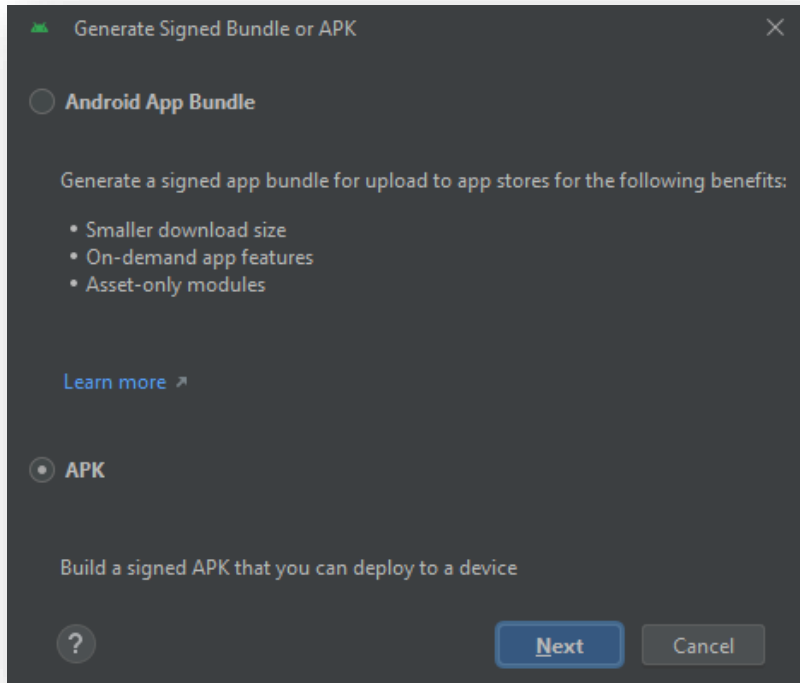 Generate Signed Bundle or APK
Android App Bundle
Generate a signed app bundle for upload to app stores for the following benefits:
• Smaller download size
• On-demand app features
• Asset-only modules
Learn more ↗
APK
Build a signed APK that you can deploy to a device
?
Next
Cancel